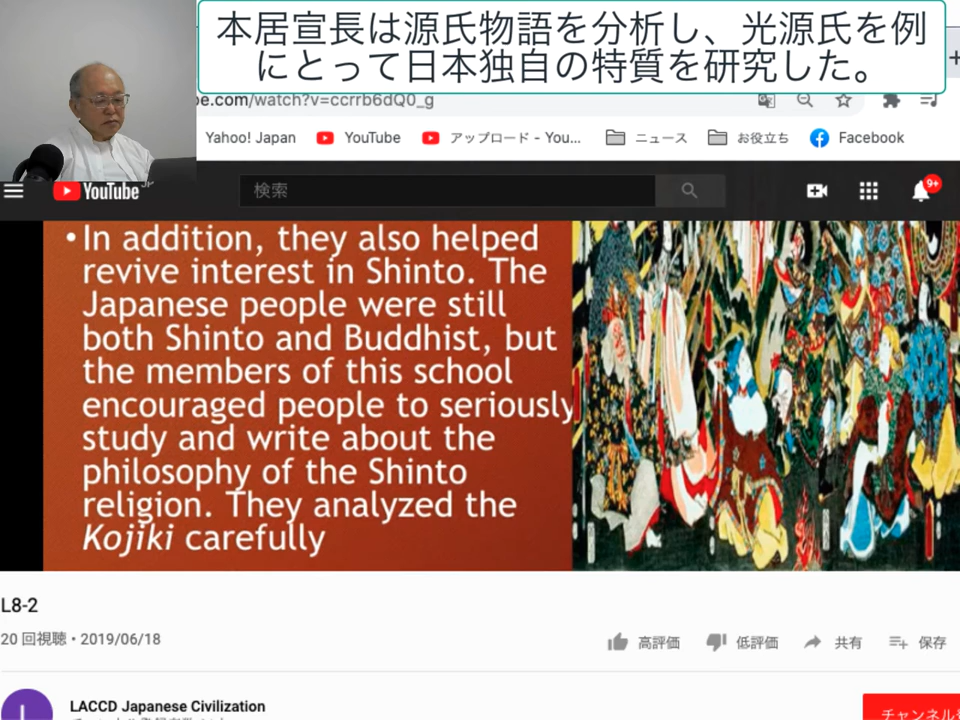 本居宣長は源氏物語を分析し、光源氏を例
にとって日本独自の特質を研究した。
be.com/watch?v=ccrrb6dQ0_g
Yahoo! Japan YouTube アップロード - You... ニュース お役立ち Facebook
YouTube JP 検索 9+
•In addition, they also helped
revive interest in Shinto. The
Japanese people were still
both Shinto and Buddhist, but
the members of this school
encouraged people to seriously
study and write about the
philosophy of the Shinto
religion. They analyzed the
Kojiki carefully
L8-2
20 回視聴・2019/06/18
高評価 低評価 共有 保存
L LACCD Japanese Civilization
チャンネル